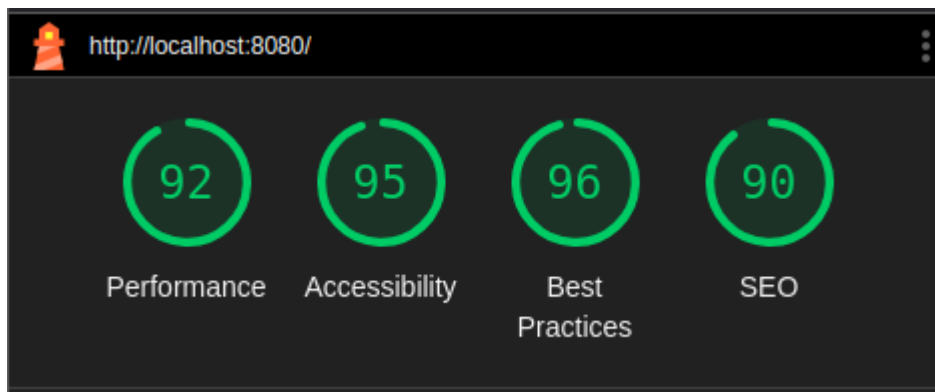 http://localhost:8080/
92 95 96 90
Performance Accessibility Best SEO
Practices